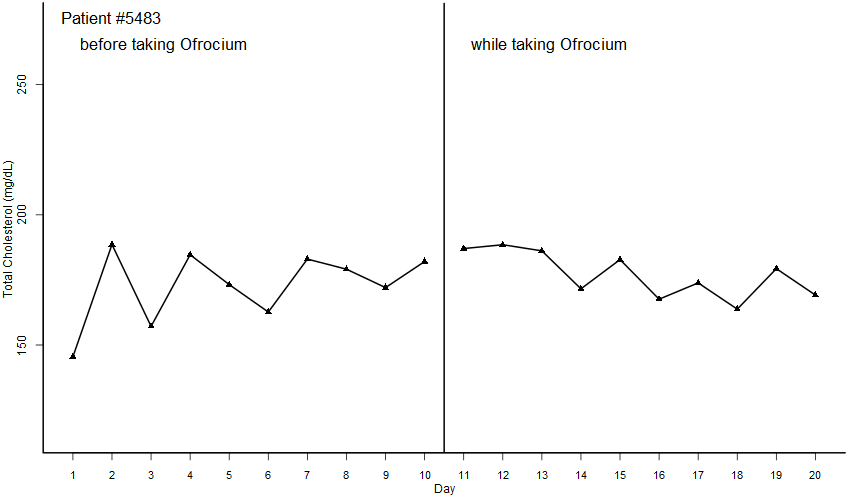 Patient #5483
before taking Ofrocium
while taking Ofrocium
Total Cholesterol (mg/dL)
250
200
150
1 2 3 4 5 6 7 8 9 10 11 12 13 14 15 16 17 18 19 20
Day